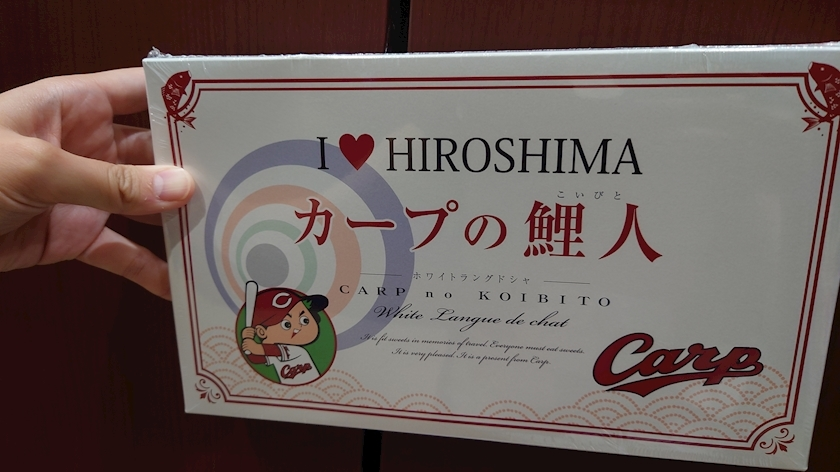 I ♥ HIROSHIMA
こいびと
カープの鯉人
ホワイトラングドシャ
CARP no KOIBITO
White Langue de chat
It is fit sweets in memories of travel. Everyone must eat sweets.
It is very pleased. It is a present from Carp.
C
Carp
Carp